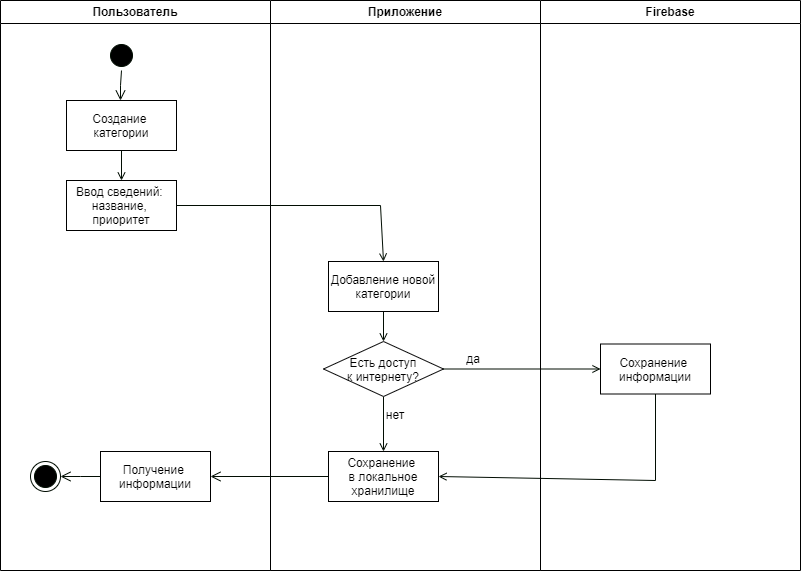 Пользователь
Приложение
Firebase
Создание
категории
Ввод сведений:
название,
приоритет
Добавление новой
категории
Есть доступ
к интернету?
да
Сохранение
информации
нет
Сохранение
в локальное
хранилище
Получение
информации